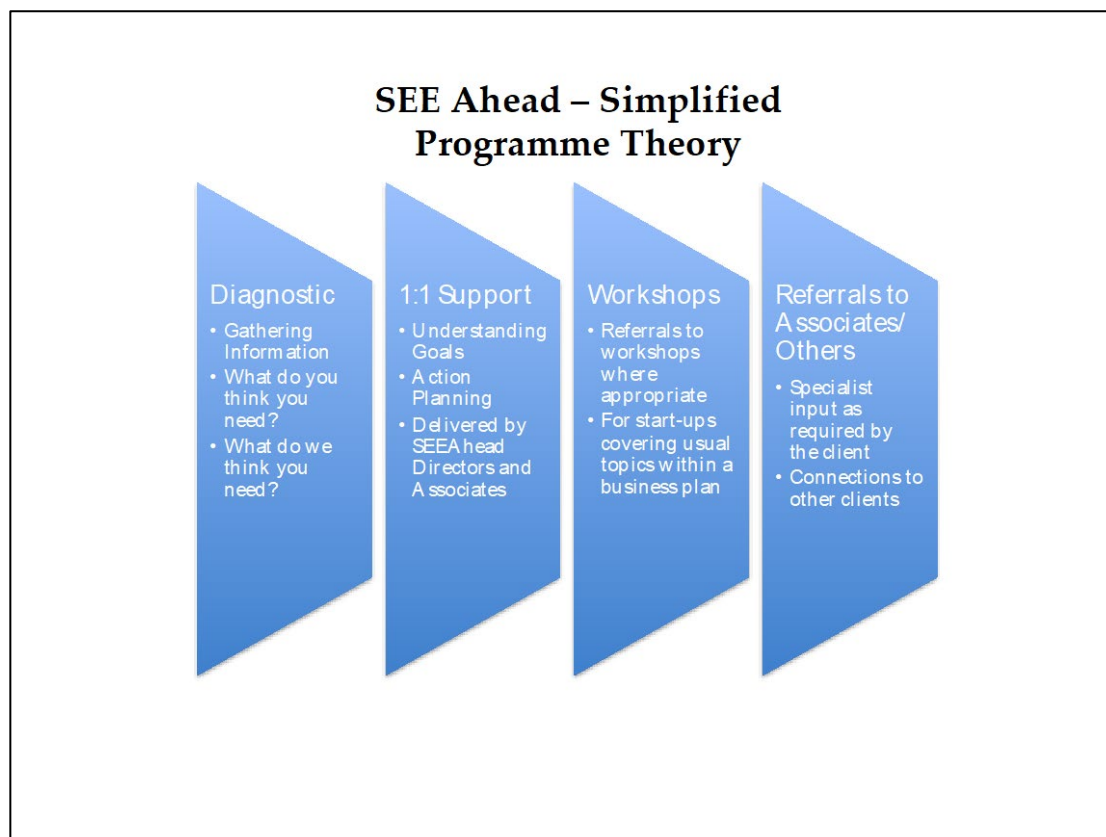 SEE Ahead – Simplified
Programme Theory
Diagnostic
• Gathering
Information
• What do you
think you
need?
• What do we
think you
need?
1:1 Support
• Understanding
Goals
• Action
Planning
• Delivered by
SEEAhead
Directors and
Associates
Workshops
• Referrals to
workshops
where
appropriate
• For start-ups
covering usual
topics within a
business plan
Referrals to
Associates/
Others
• Specialist
input as
required by
the client
• Connections to
other clients